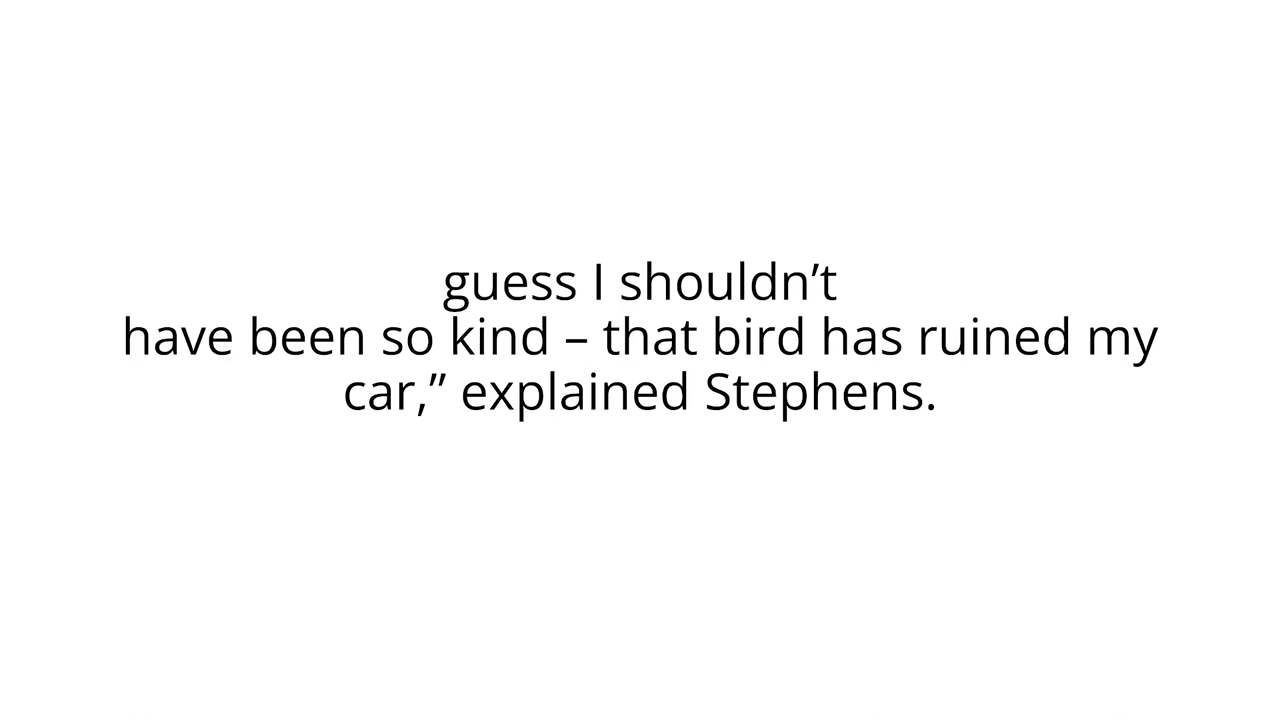 guess I shouldn’t
have been so kind – that bird has ruined my
car,” explained Stephens.